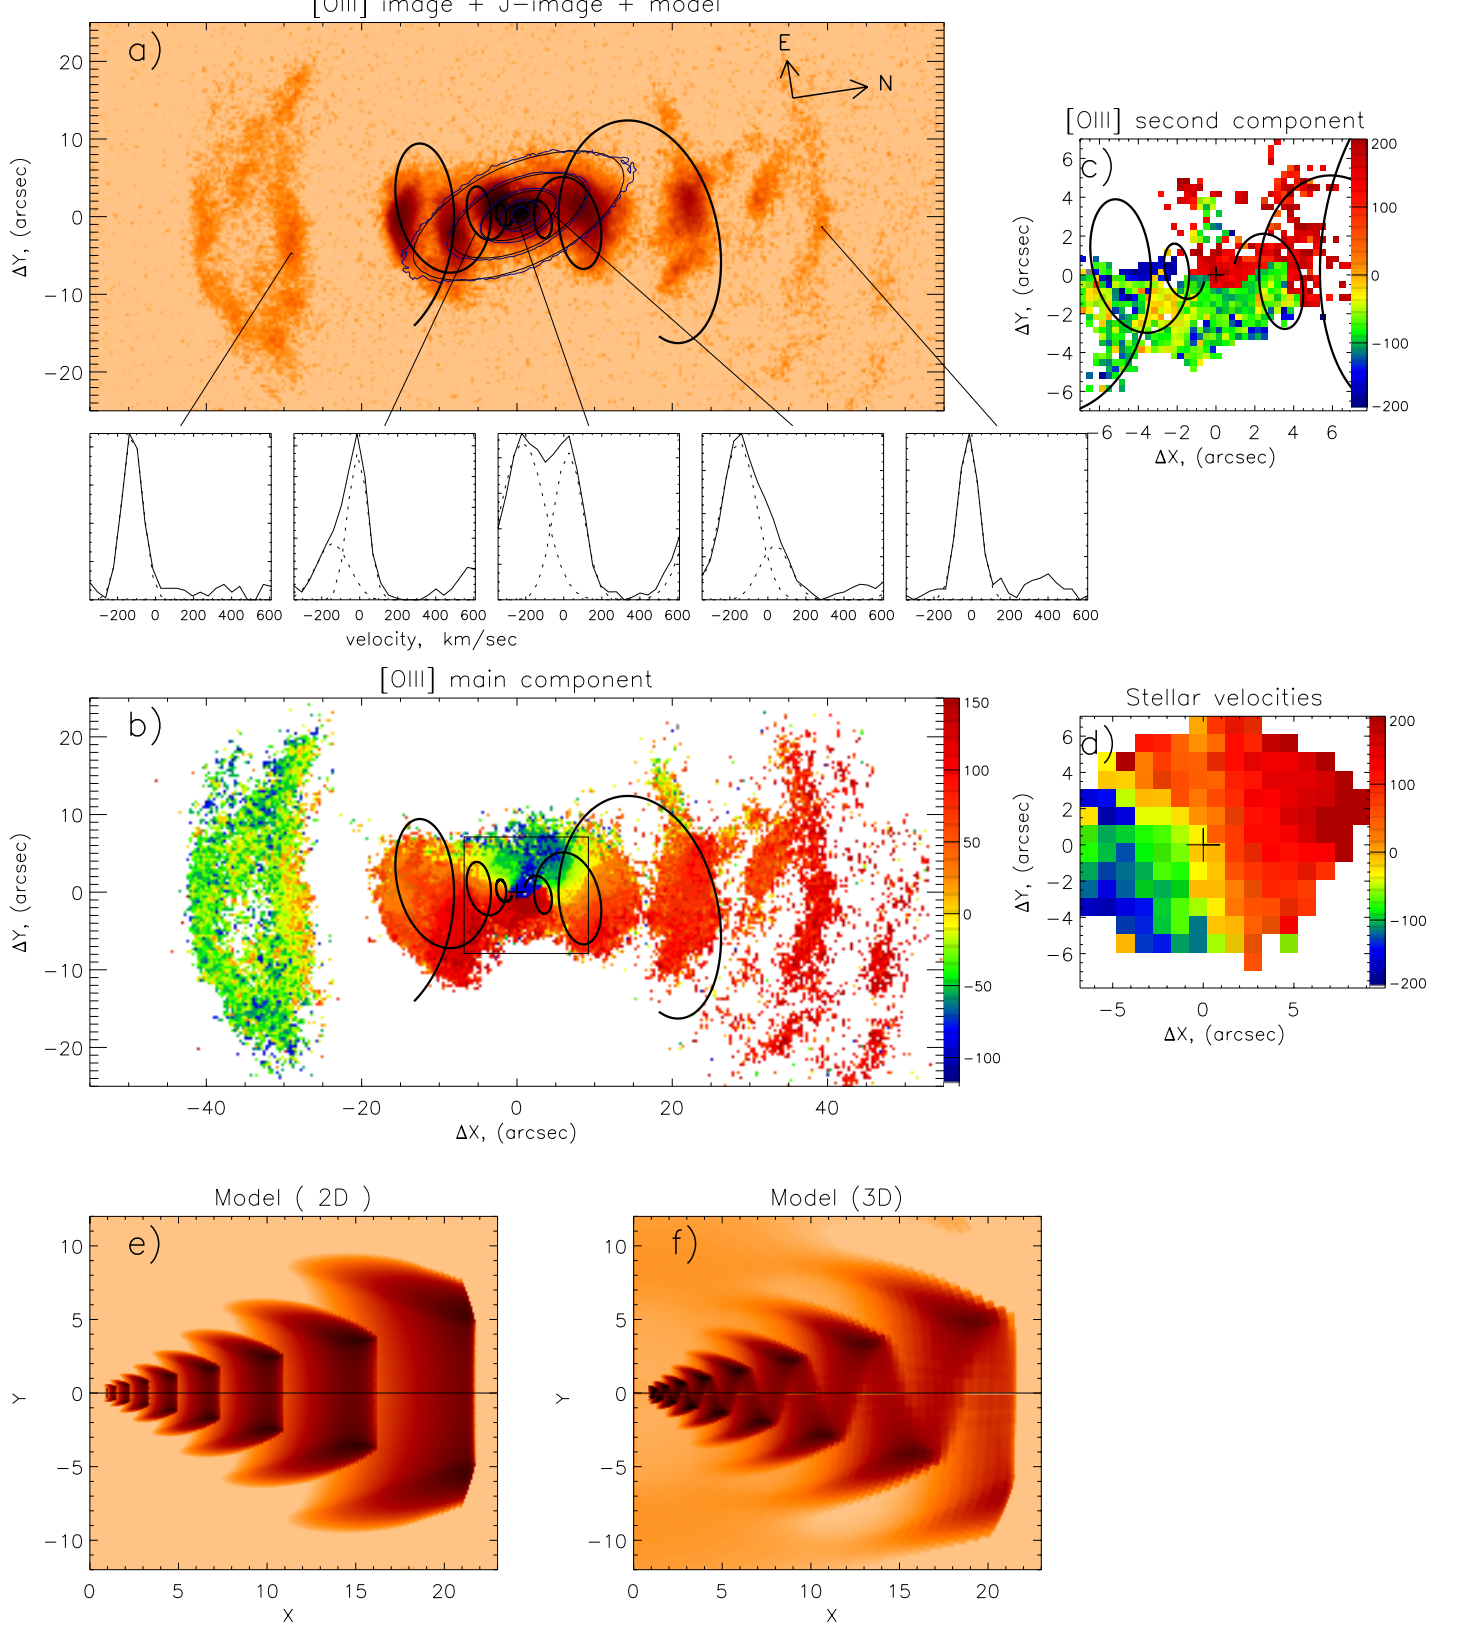 [OIII] image + J-image + model
a)
E
N
20
10
0
−10
−20
ΔY, (arcsec)
[OIII] second component
c)
6
4
2
0
−2
−4
−6
ΔY, (arcsec)
200
100
0
−100
−200
−6 −4 −2 0 2 4 6
ΔX, (arcsec)
−200 0 200 400 600
−200 0 200 400 600
−200 0 200 400 600
−200 0 200 400 600
−200 0 200 400 600
velocity, km/sec
[OIII] main component
b)
20
10
0
−10
−20
ΔY, (arcsec)
150
100
50
0
−50
−100
−40 −20 0 20 40
ΔX, (arcsec)
Stellar velocities
d)
6
4
2
0
−2
−4
−6
ΔY, (arcsec)
200
100
0
−100
−200
−5 0 5
ΔX, (arcsec)
Model ( 2D )
e)
10
5
0
−5
−10
Y
0 5 10 15 20
X
Model (3D)
f)
10
5
0
−5
−10
Y
0 5 10 15 20
X